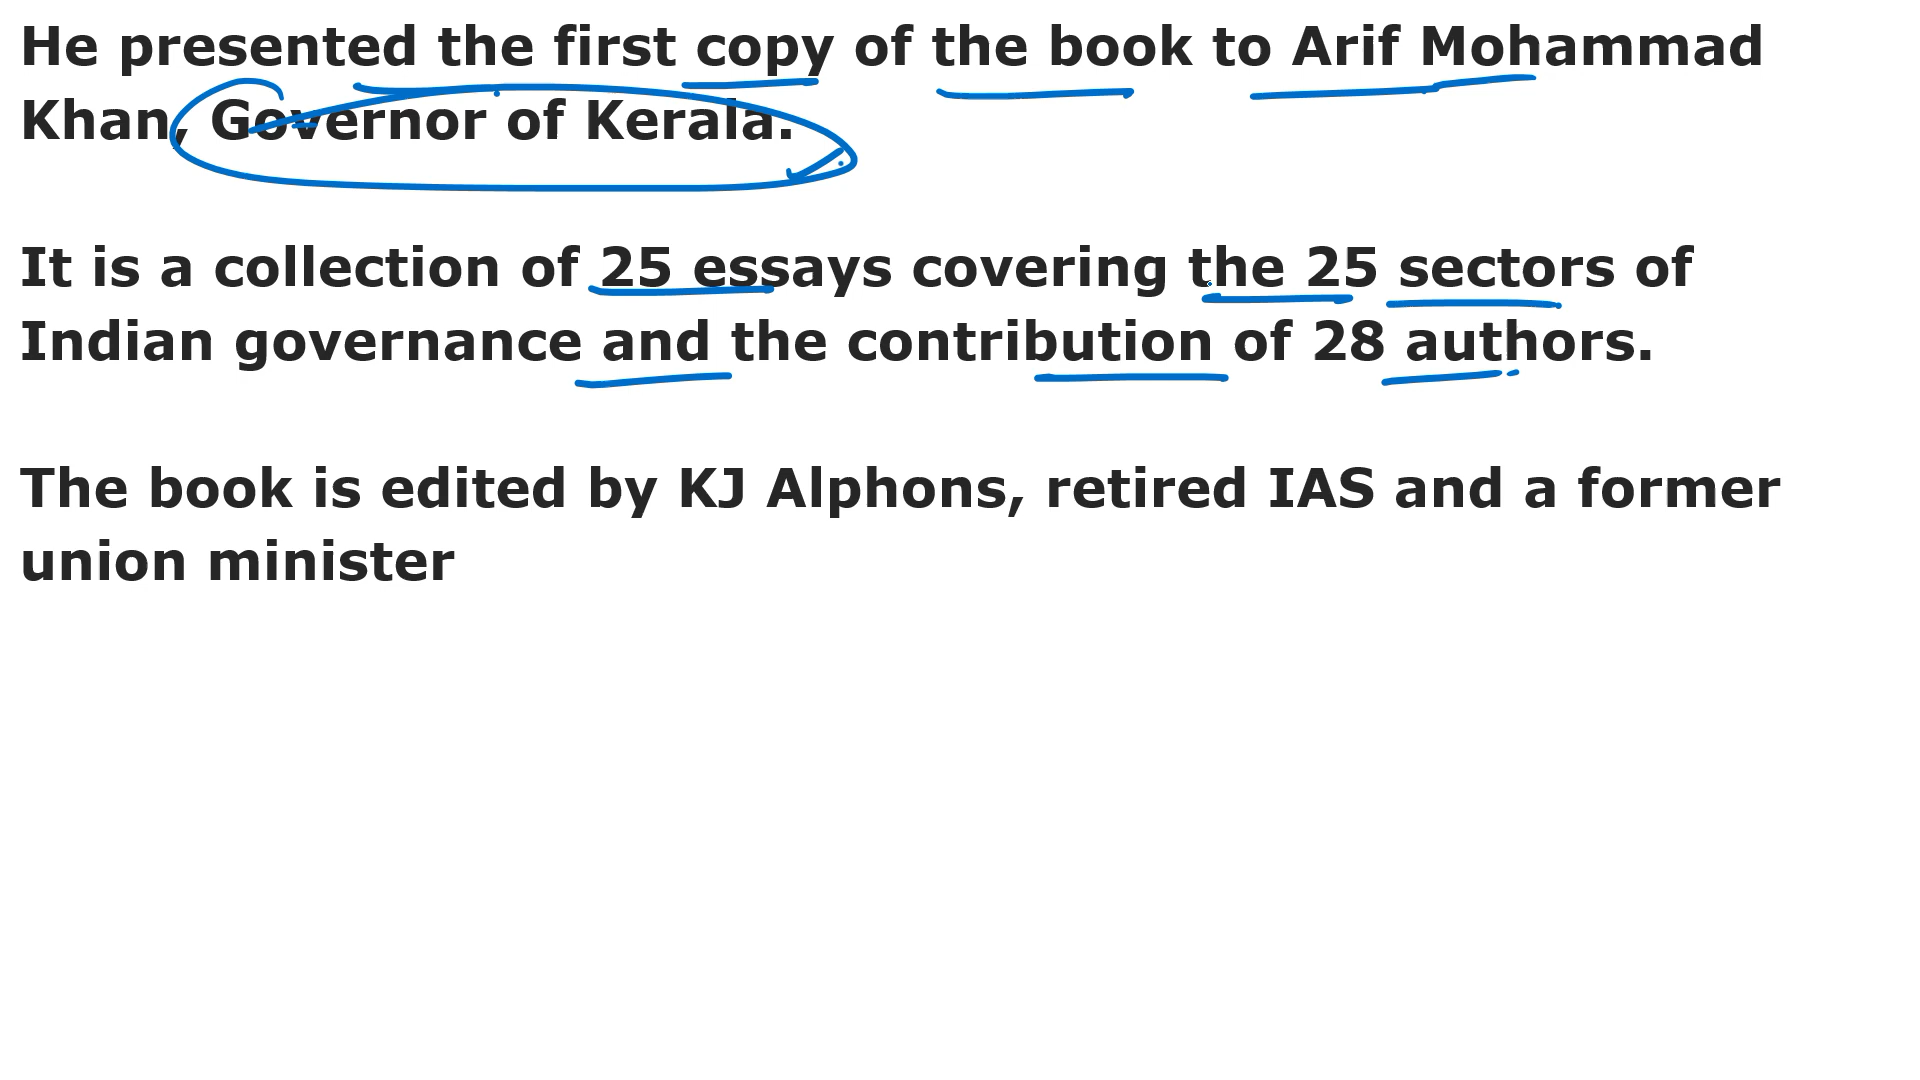 He presented the first copy of the book to Arif Mohammad
Khan, Governor of Kerala.
It is a collection of 25 essays covering the 25 sectors of
Indian governance and the contribution of 28 authors.
The book is edited by KJ Alphons, retired IAS and a former
union minister